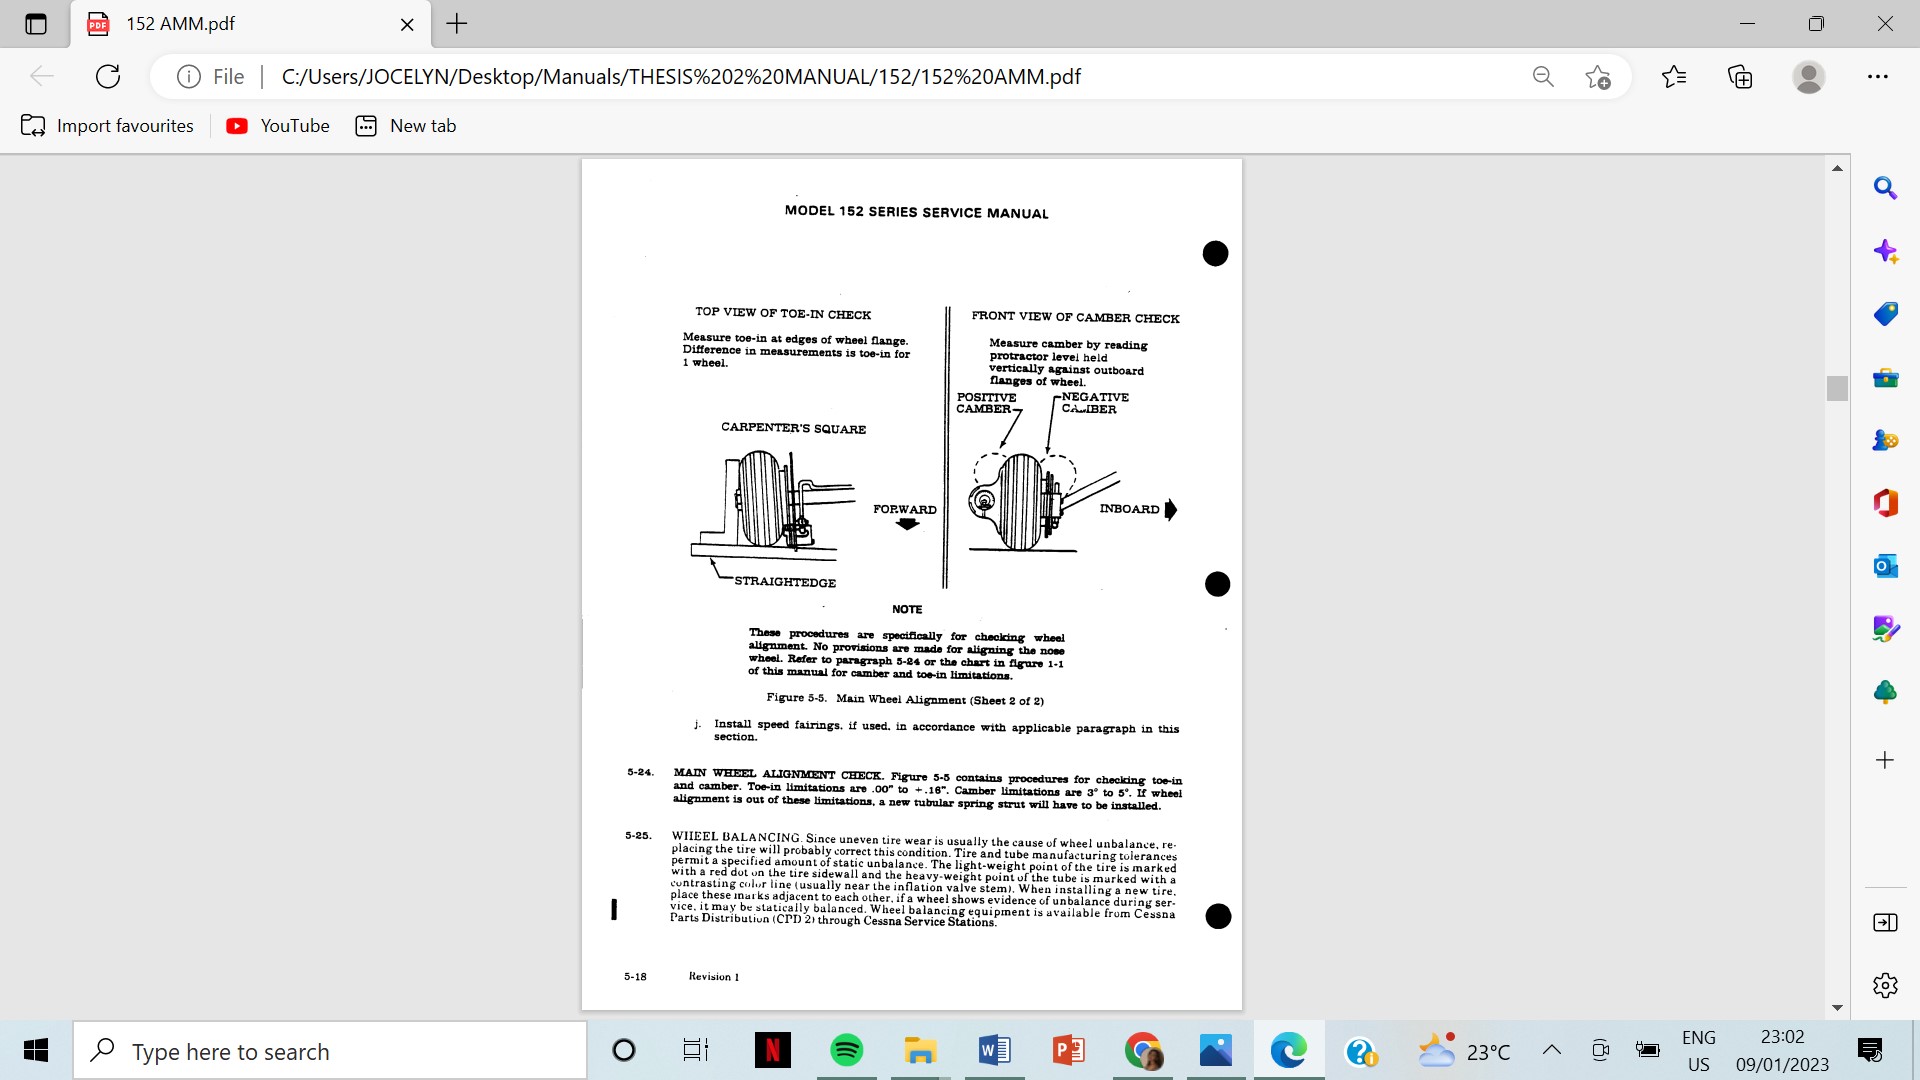 152 AMM.pdf
File
C:/Users/JOCELYN/Desktop/Manuals/THESIS%202%20MANUAL/152/152%20AMM.pdf
Import favourites
YouTube
New tab
MODEL 152 SERIES SERVICE MANUAL
TOP VIEW OF TOE-IN CHECK
Measure toe-in at edges of wheel flange.
Difference in measurements is toe-in for
1 wheel.
CARPENTER'S SQUARE
FORWARD
STRAIGHTEDGE
FRONT VIEW OF CAMBER CHECK
Measure camber by reading
protractor level held
vertically against outboard
flanges of wheel.
POSITIVE
CAMBER
NEGATIVE
CAMBER
INBOARD
NOTE
These procedures are specifically for checking wheel
alignment. No provisions are made for aligning the nose
wheel. Refer to paragraph 5-24 or the chart in figure 1-1
of this manual for camber and toe-in limitations.
Figure 5-5. Main Wheel Alignment (Sheet 2 of 2)
j. Install speed fairings, if used, in accordance with applicable paragraph in this
section.
5-24. MAIN WHEEL ALIGNMENT CHECK. Figure 5-5 contains procedures for checking toe-in
and camber. Toe-in limitations are .00" to +.16". Camber limitations are 3° to 5°. If wheel
alignment is out of these limitations, a new tubular spring strut will have to be installed.
5-25. WHEEL BALANCING. Since uneven tire wear is usually the cause of wheel unbalance, re-
placing the tire will probably correct this condition. Tire and tube manufacturing tolerances
permit a specified amount of static unbalance. The light-weight point of the tire is marked
with a red dot on the tire sidewall and the heavy-weight point of the tube is marked with a
contrasting color line (usually near the inflation valve stem). When installing a new tire,
place these marks adjacent to each other, if a wheel shows evidence of unbalance during ser-
vice, it may be statically balanced. Wheel balancing equipment is available from Cessna
Parts Distribution (CPD 2) through Cessna Service Stations.
5-18 Revision 1
Type here to search
23°C
ENG
US
23:02
09/01/2023